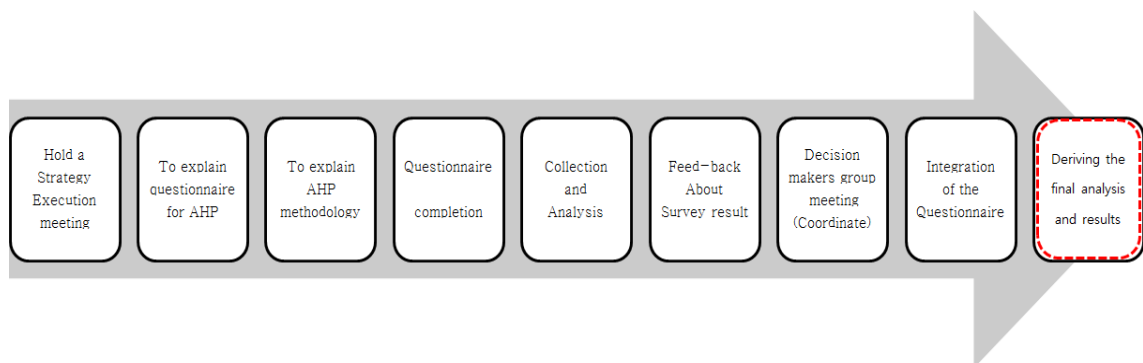 Hold a
Strategy
Execution
meeting
To explain
questionnaire
for AHP
To explain
AHP
methodology
Questionnaire
completion
Collection
and
Analysis
Feed-back
About
Survey result
Decision
makers group
meeting
(Coordinate)
Integration
of the
Questionnaire
Deriving the
final analysis
and results